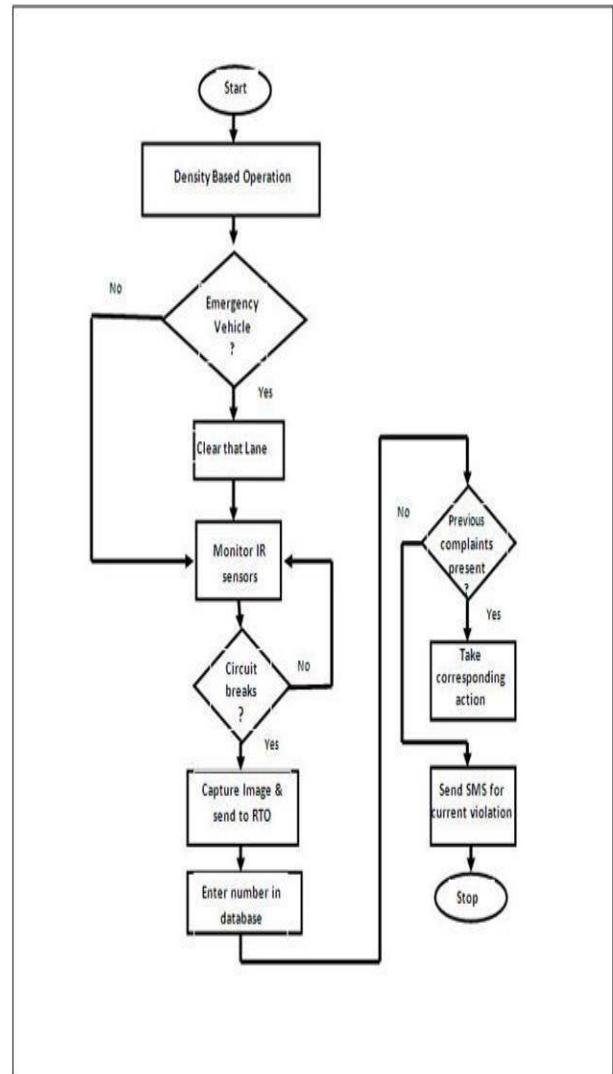 Start
Density Based Operation
No
Emergency
Vehicle
?
Yes
Clear that Lane
Monitor IR
sensors
Circuit
breaks
?
No
Yes
Capture Image &
send to RTO
Enter number in
database
No
Previous
complaints
present
?
Yes
Take
corresponding
action
Send SMS for
current violation
Stop